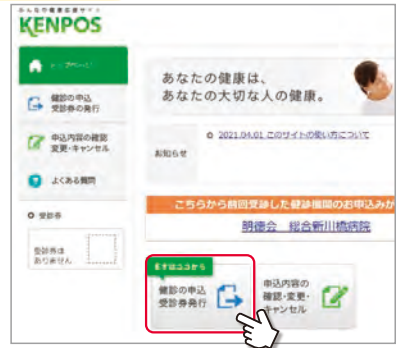 みんなの健康応援サイト
KENPOS
トップページ
健診の申込
受診券の発行
申込内容の確認
変更・キャンセル
よくある質問
受診券
受診券は
ありません
あなたの健康は、
あなたの大切な人の健康。
お知らせ
2021.04.01 このサイトの使い方について
こちらから前回受診した健診機関のお申込みが
明徳会 総合新川橋病院
まずはココから
健診の申込
受診券発行
申込内容の
確認・変更・
キャンセル